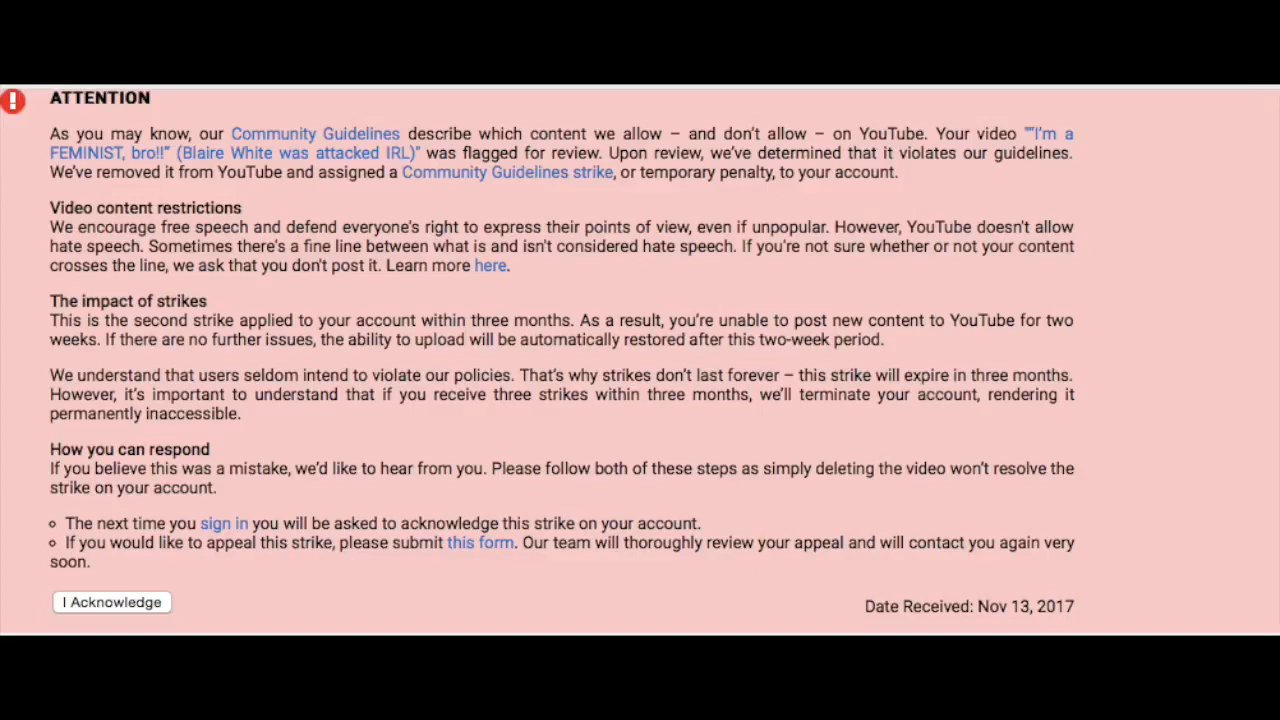 ATTENTION
As you may know, our Community Guidelines describe which content we allow – and don't allow – on YouTube. Your video ""I'm a
FEMINIST, bro!!" (Blaire White was attacked IRL)" was flagged for review. Upon review, we've determined that it violates our guidelines.
We've removed it from YouTube and assigned a Community Guidelines strike, or temporary penalty, to your account.
Video content restrictions
We encourage free speech and defend everyone's right to express their points of view, even if unpopular. However, YouTube doesn't allow
hate speech. Sometimes there's a fine line between what is and isn't considered hate speech. If you're not sure whether or not your content
crosses the line, we ask that you don't post it. Learn more here.
The impact of strikes
This is the second strike applied to your account within three months. As a result, you're unable to post new content to YouTube for two
weeks. If there are no further issues, the ability to upload will be automatically restored after this two-week period.
We understand that users seldom intend to violate our policies. That's why strikes don't last forever – this strike will expire in three months.
However, it's important to understand that if you receive three strikes within three months, we'll terminate your account, rendering it
permanently inaccessible.
How you can respond
If you believe this was a mistake, we'd like to hear from you. Please follow both of these steps as simply deleting the video won't resolve the
strike on your account.
◦ The next time you sign in you will be asked to acknowledge this strike on your account.
◦ If you would like to appeal this strike, please submit this form. Our team will thoroughly review your appeal and will contact you again very
soon.
I Acknowledge
Date Received: Nov 13, 2017